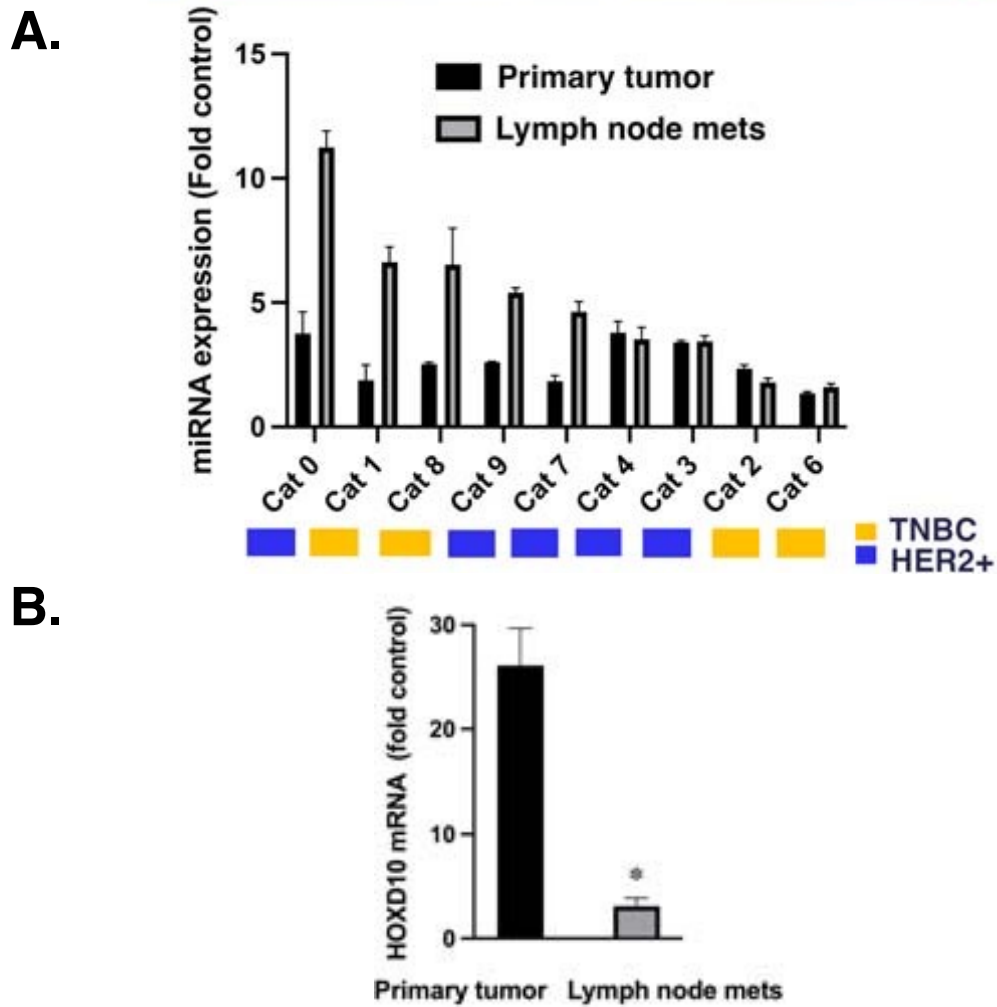 A.
miRNA expression (Fold control)
15
10
5
0
Primary tumor
Lymph node mets
Cat 0 Cat 1 Cat 8 Cat 9 Cat 7 Cat 4 Cat 3 Cat 2 Cat 6
TNBC
HER2+
B.
HOXD10 mRNA (fold control)
30
20
10
0
*
Primary tumor Lymph node mets